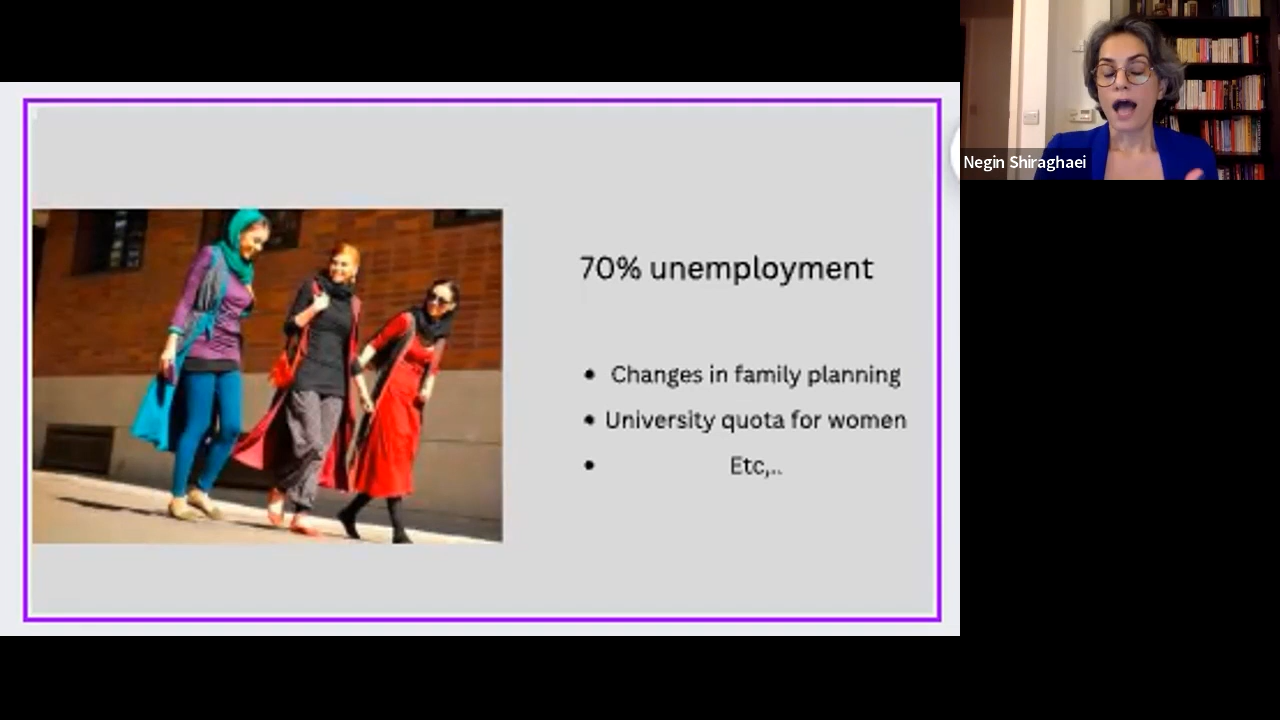 70% unemployment
• Changes in family planning
• University quota for women
• Etc,..
Negin Shiraghaei